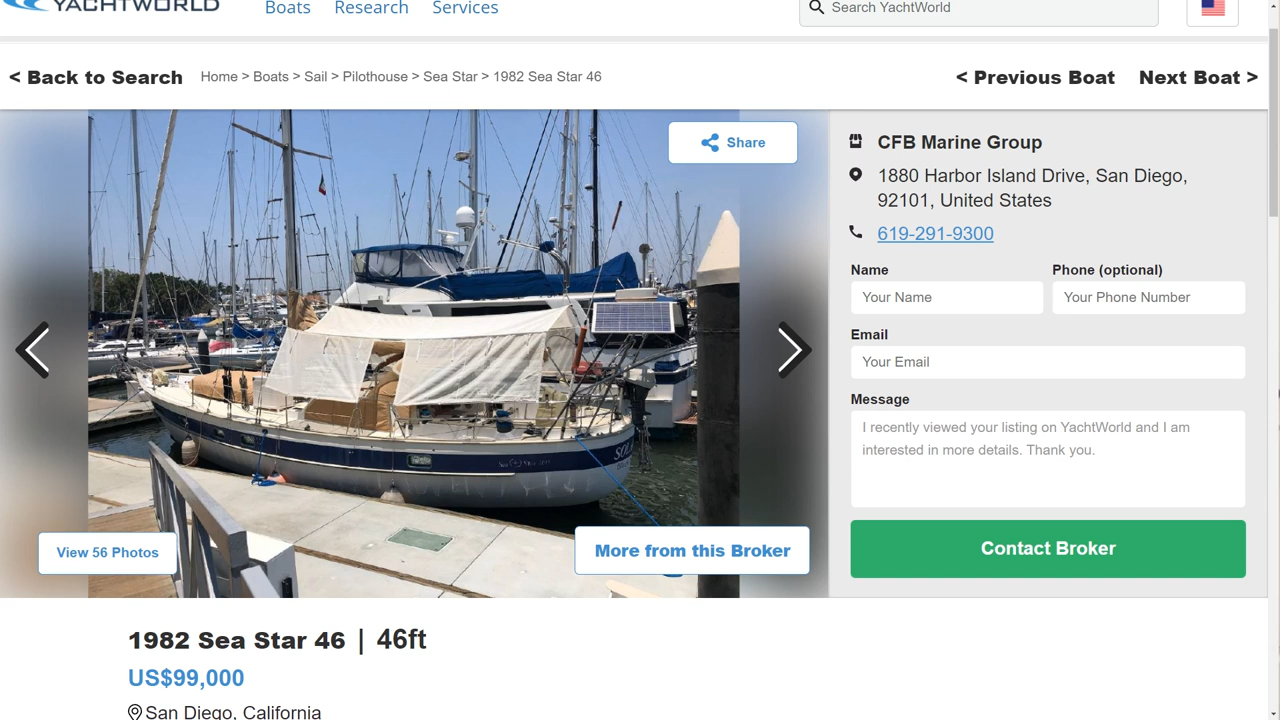 YACHTWORLD
Boats Research Services
Search YachtWorld
< Back to Search
Home > Boats > Sail > Pilothouse > Sea Star > 1982 Sea Star 46
< Previous Boat Next Boat >
Share
View 56 Photos
More from this Broker
CFB Marine Group
1880 Harbor Island Drive, San Diego,
92101, United States
619-291-9300
Name Phone (optional)
Your Name Your Phone Number
Email
Your Email
Message
I recently viewed your listing on YachtWorld and I am
interested in more details. Thank you.
Contact Broker
1982 Sea Star 46 | 46ft
US$99,000
San Diego, California